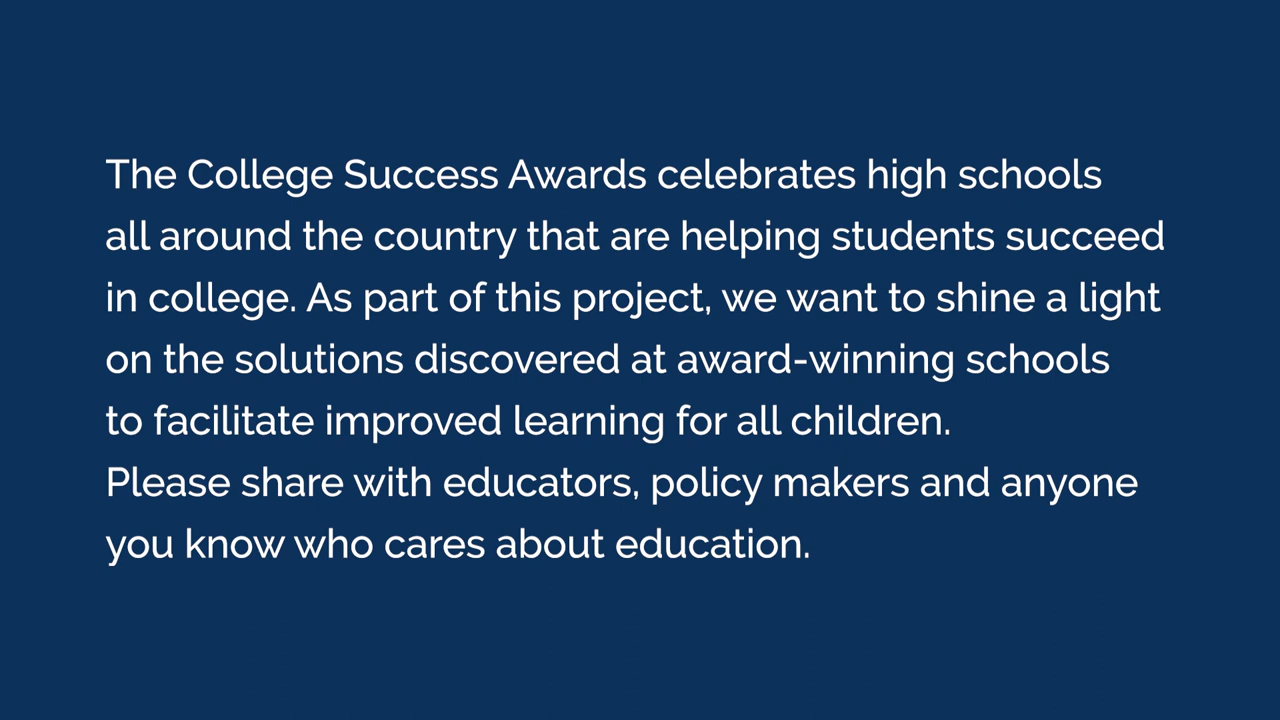 The College Success Awards celebrates high schools
all around the country that are helping students succeed
in college. As part of this project, we want to shine a light
on the solutions discovered at award-winning schools
to facilitate improved learning for all children.
Please share with educators, policy makers and anyone
you know who cares about education.